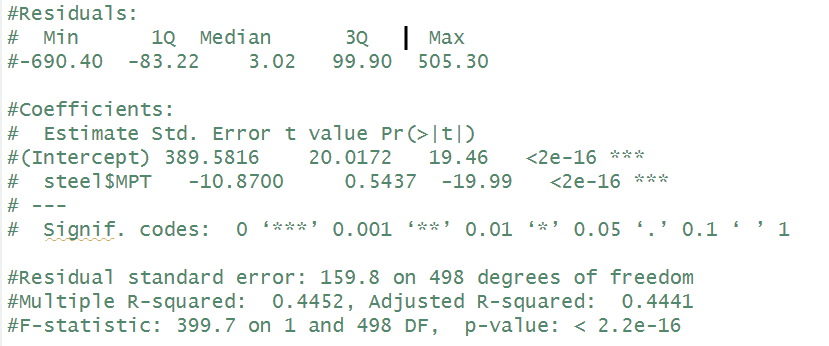 #Residuals:
#  Min      1Q  Median      3Q     Max
#-690.40  -83.22    3.02   99.90  505.30
#Coefficients:
#  Estimate Std. Error t value Pr(>|t|)
#(Intercept) 389.5816    20.0172   19.46   <2e-16 ***
#  steel$MPT   -10.8700     0.5437  -19.99   <2e-16 ***
# ---
#  Signif. codes:  0 ‘***’ 0.001 ‘**’ 0.01 ‘*’ 0.05 ‘.’ 0.1 ‘ ’ 1
#Residual standard error: 159.8 on 498 degrees of freedom
#Multiple R-squared:  0.4452, Adjusted R-squared:  0.4441
#F-statistic: 399.7 on 1 and 498 DF,  p-value: < 2.2e-16